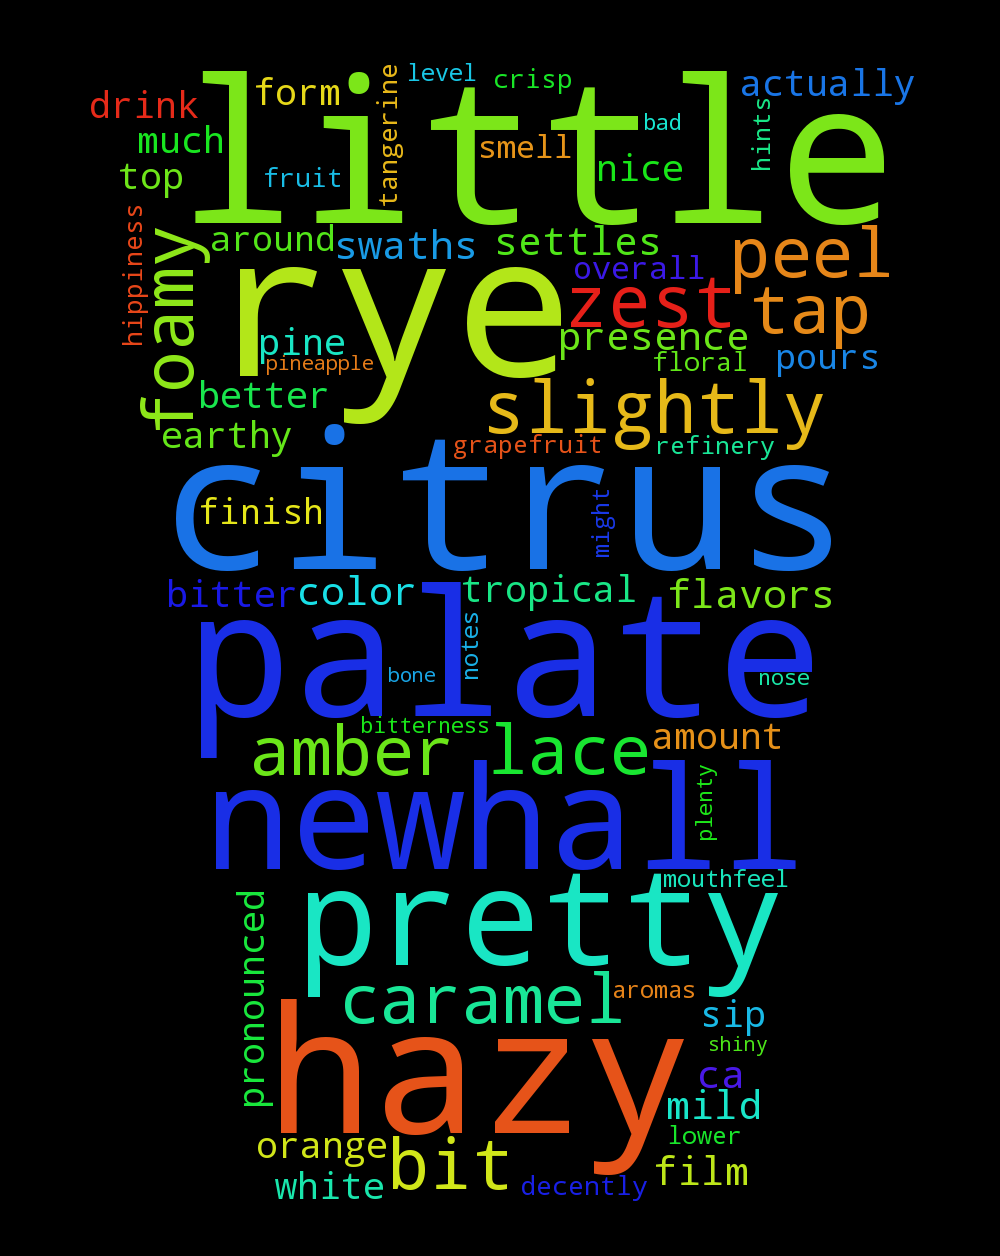 level
crisp
actually
drink
form
tangerine
little
bad
hints
much
smell
nice
top
fruit
hippiness
foamy
around
swaths
settles
peel
overall
rye
zest
tap
pine
presence
pineapple
floral
pours
better
slightly
earthy
grapefruit
refinery
citrus
finish
might
bitter
color
tropical
flavors
palate
notes
bone
nose
bitterness
amber
lace
amount
newhall
plenty
pretty
mouthfeel
pronounced
caramel
aromas
sip
hazy
shiny
ca
mild
lower
orange
bit
film
white
decently